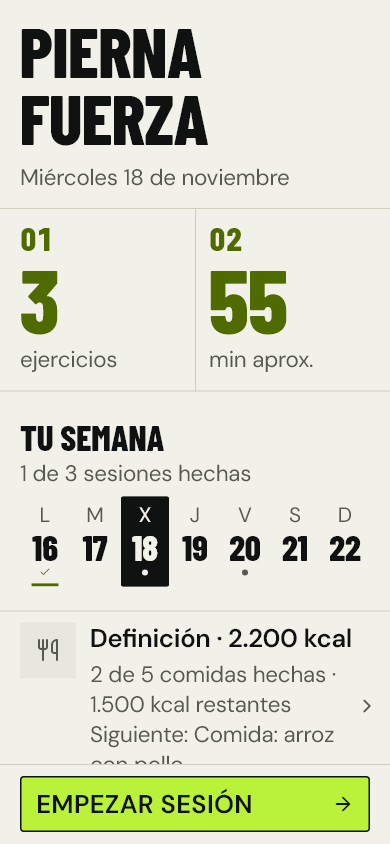 PIERNA
FUERZA
Miércoles 18 de noviembre
01
02
3
55
ejercicios
min aprox.
TU SEMANA
1 de 3 sesiones hechas
L M X J V S D
16 17 18 19 20 21 22
Definición · 2.200 kcal
2 de 5 comidas hechas ·
1.500 kcal restantes
Siguiente: Comida: arroz
con pollo
EMPEZAR SESIÓN